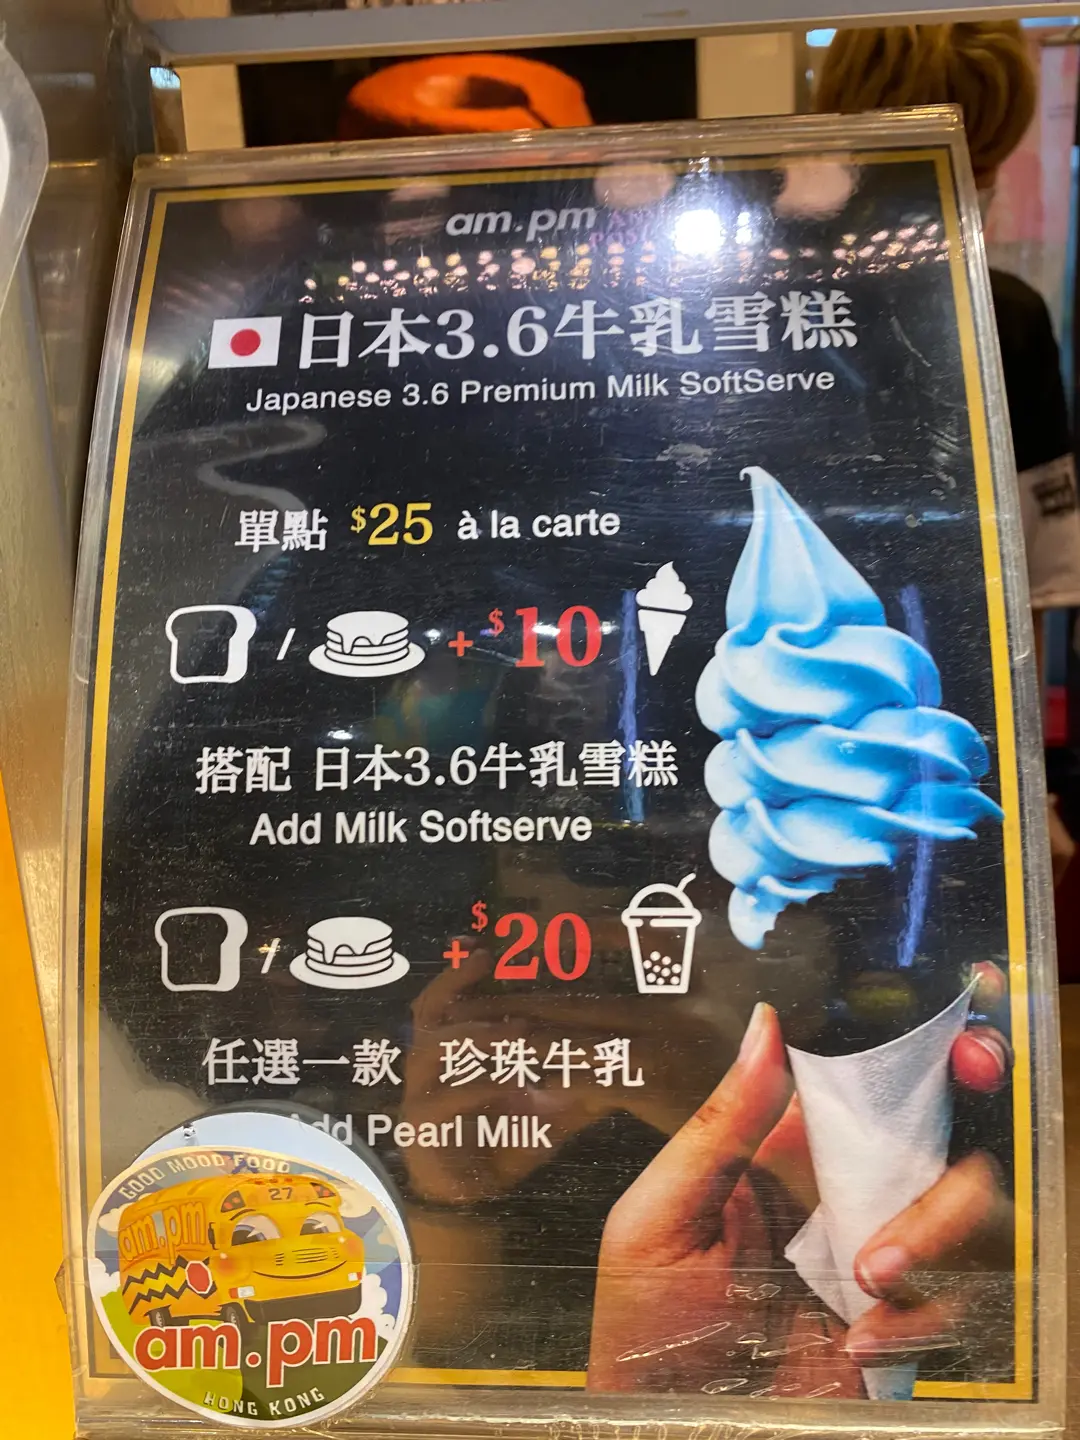 am.pm
日本3.6牛乳雪糕
Japanese 3.6 Premium Milk SoftServe
單點 $25 à la carte
/ + $10
搭配 日本3.6牛乳雪糕
Add Milk Softserve
/ + $20
任選一款 珍珠牛乳
dd Pearl Milk
GOOD MOOD FOOD
27
am.pm
am.pm
HONG KONG